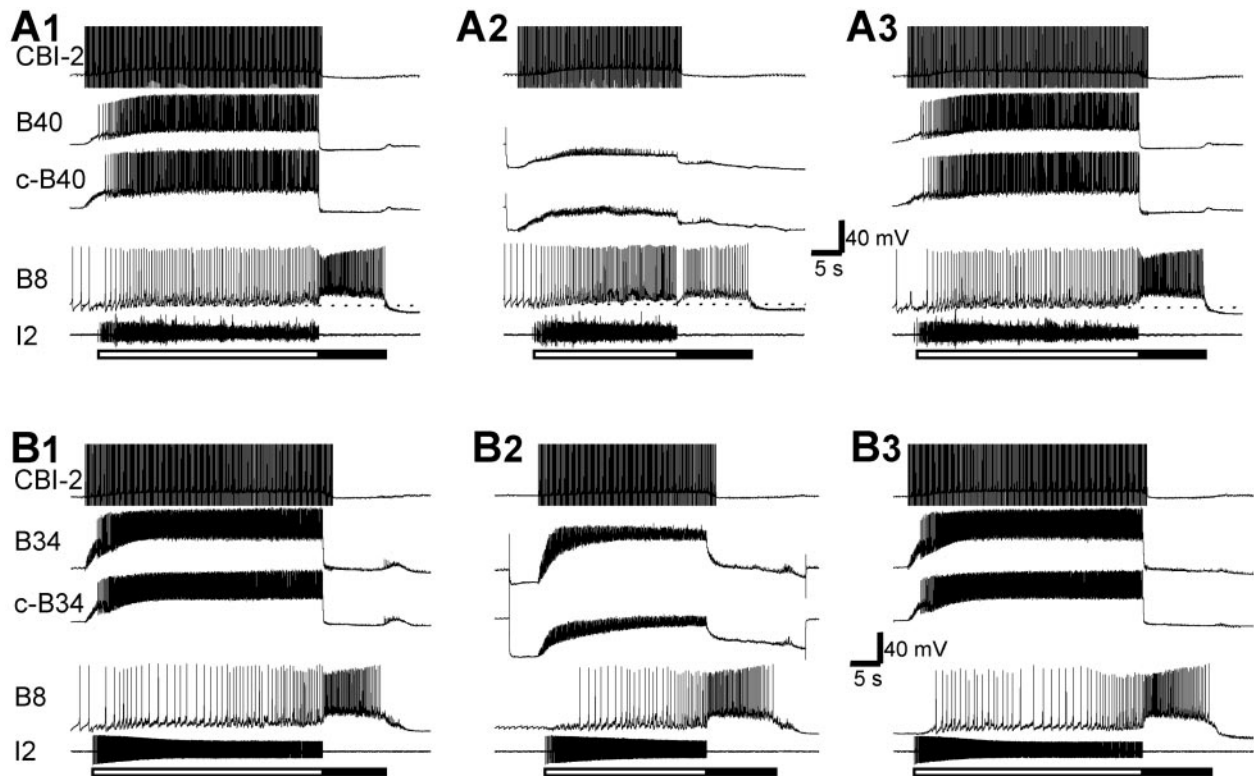 A1 A2 A3
CBI-2
B40
c-B40
40 mV
5 s
B8
I2
B1 B2 B3
CBI-2
B34
c-B34
40 mV
5 s
B8
I2